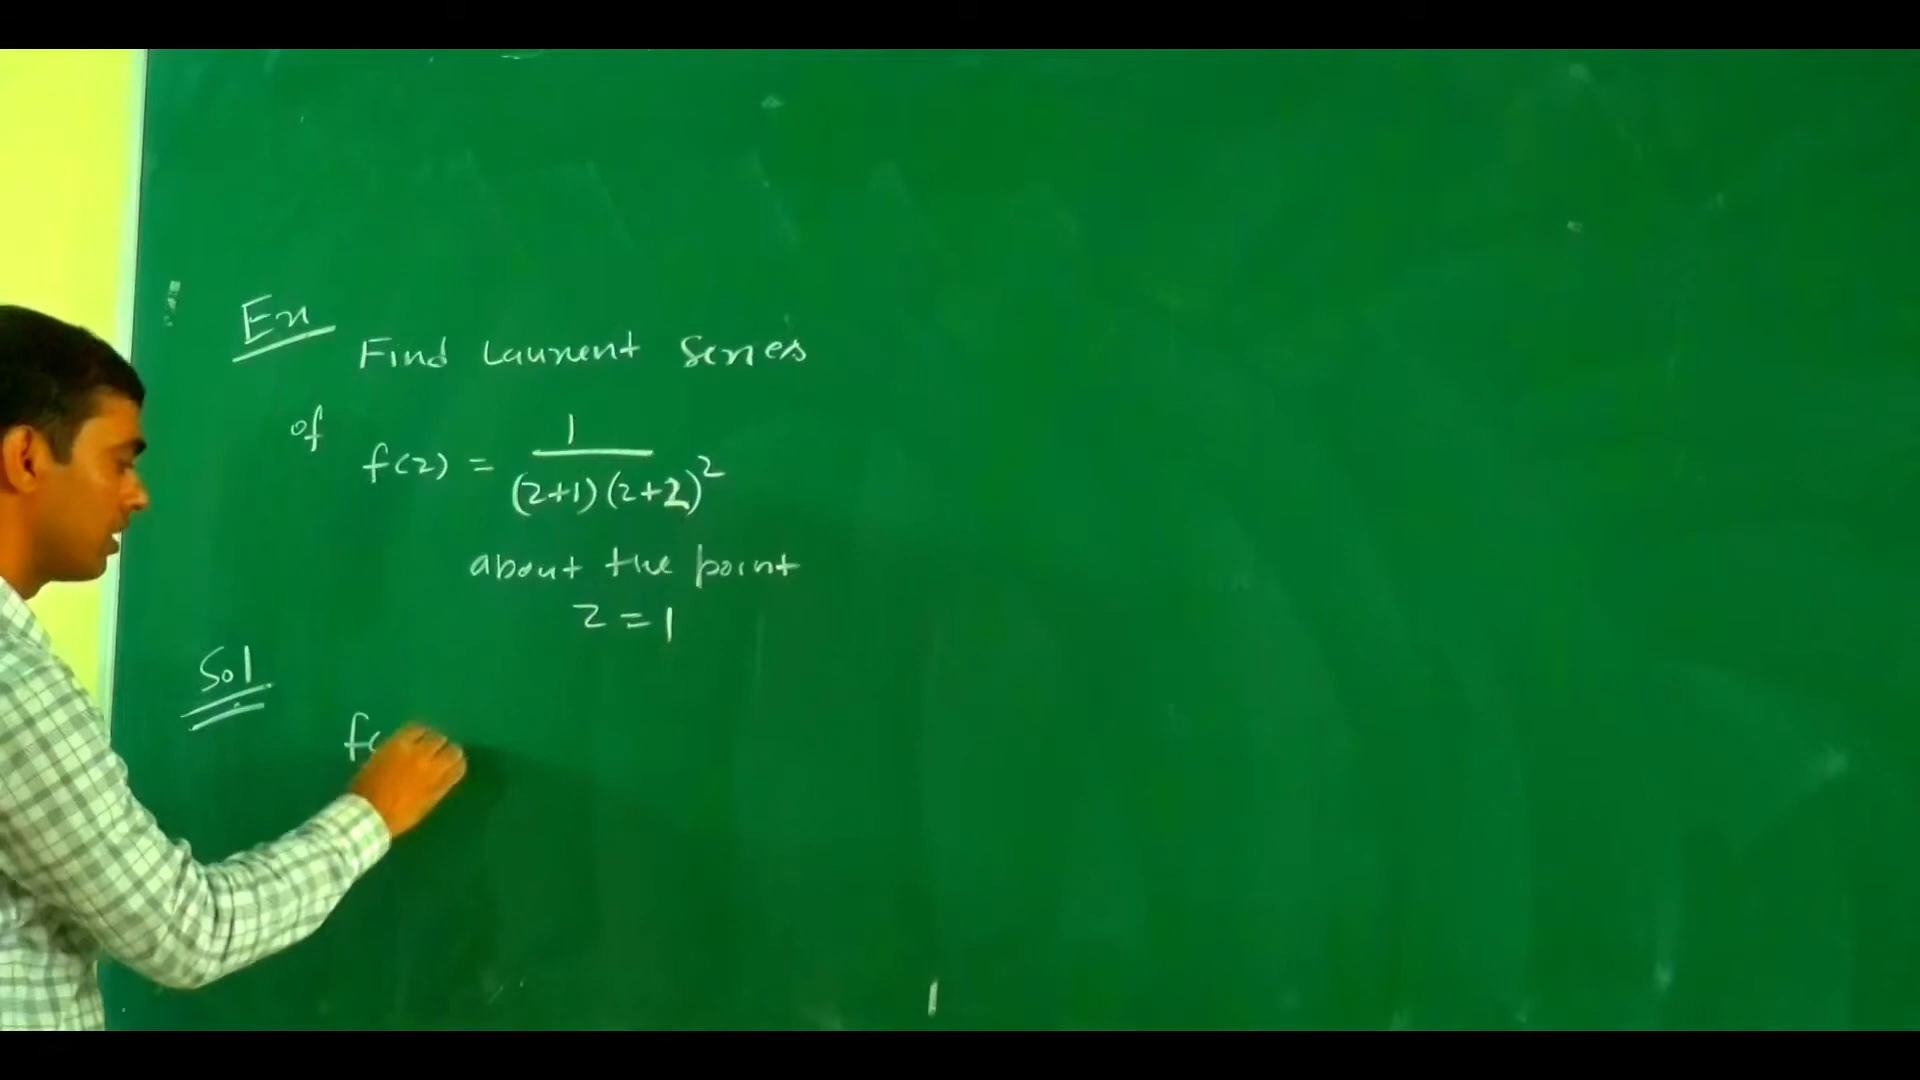 Ex
Find Laurent Series
of f(z) = 1 / (z+1)(z+2)²
about the point
z = 1
Sol
f(